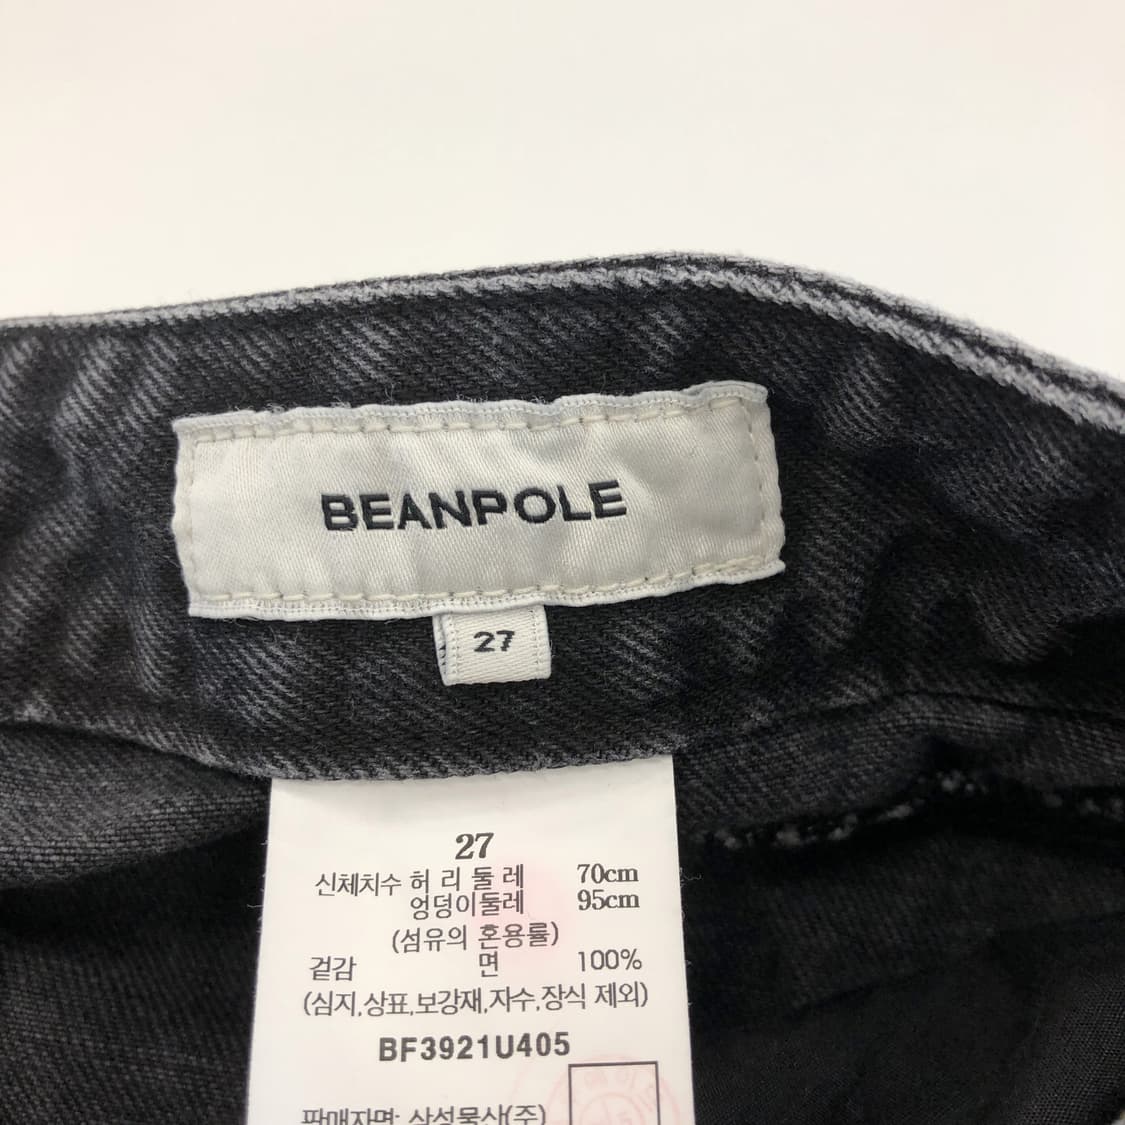 BEANPOLE
27
27
신체치수 허 리 둘 레 70cm
엉덩이둘레 95cm
(섬유의 혼용률)
겉감 면 100%
(심지,상표,보강재,자수,장식 제외)
BF3921U405
판매자명: 삼성물산(주)